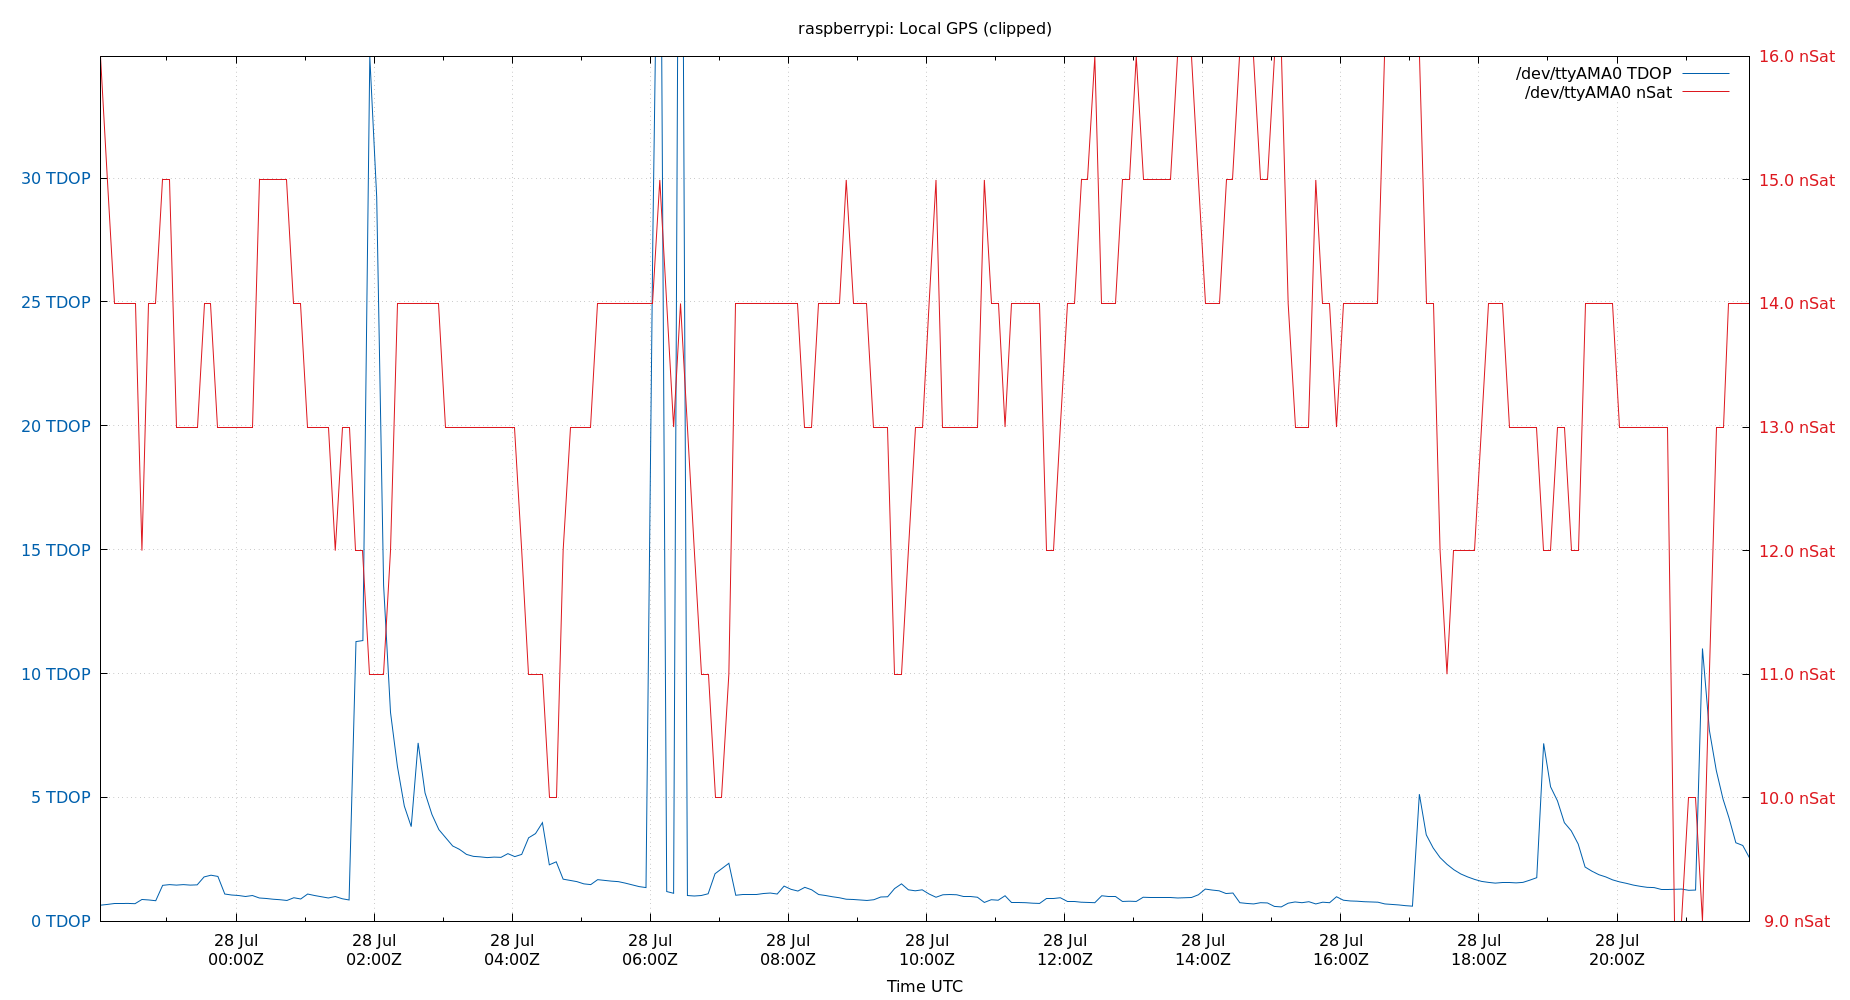 raspberrypi: Local GPS (clipped)
/dev/ttyAMA0 TDOP
/dev/ttyAMA0 nSat
30 TDOP
25 TDOP
20 TDOP
15 TDOP
10 TDOP
5 TDOP
0 TDOP
16.0 nSat
15.0 nSat
14.0 nSat
13.0 nSat
12.0 nSat
11.0 nSat
10.0 nSat
9.0 nSat
28 Jul 28 Jul 28 Jul 28 Jul 28 Jul 28 Jul 28 Jul 28 Jul 28 Jul 28 Jul 28 Jul
00:00Z 02:00Z 04:00Z 06:00Z 08:00Z 10:00Z 12:00Z 14:00Z 16:00Z 18:00Z 20:00Z
Time UTC